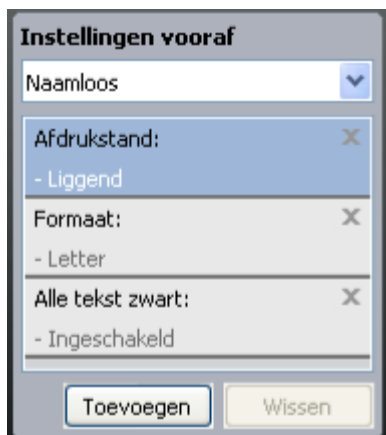 Instellingen vooraf
Naamloos
Afdrukstand:
- Liggend
Formaat:
- Letter
Alle tekst zwart:
- Ingeschakeld
Toevoegen Wissen